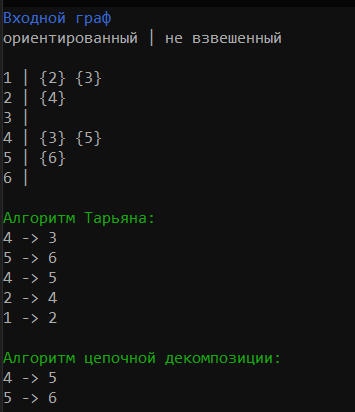 Входной граф
ориентированный | не взвешенный
1 | {2} {3}
2 | {4}
3 |
4 | {3} {5}
5 | {6}
6 |
Алгоритм Тарьяна:
4 -> 3
5 -> 6
4 -> 5
2 -> 4
1 -> 2
Алгоритм цепочной декомпозиции:
4 -> 5
5 -> 6